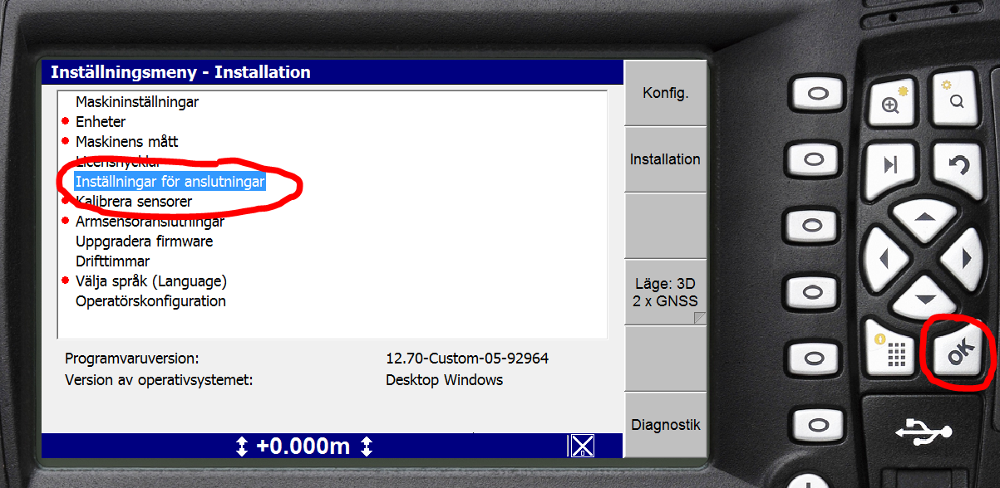 Inställningsmeny - Installation
Maskininställningar
Enheter
Maskinens mått
Licensnycklar
Inställningar för anslutningar
Kalibrera sensorer
Armsensoranslutningar
Uppgradera firmware
Drifttimmar
Välja språk (Language)
Operatörskonfiguration
Programvaruversion: 12.70-Custom-05-92964
Version av operativsystemet: Desktop Windows
+0.000m
Konfig.
Installation
Läge: 3D
2 x GNSS
Diagnostik
OK